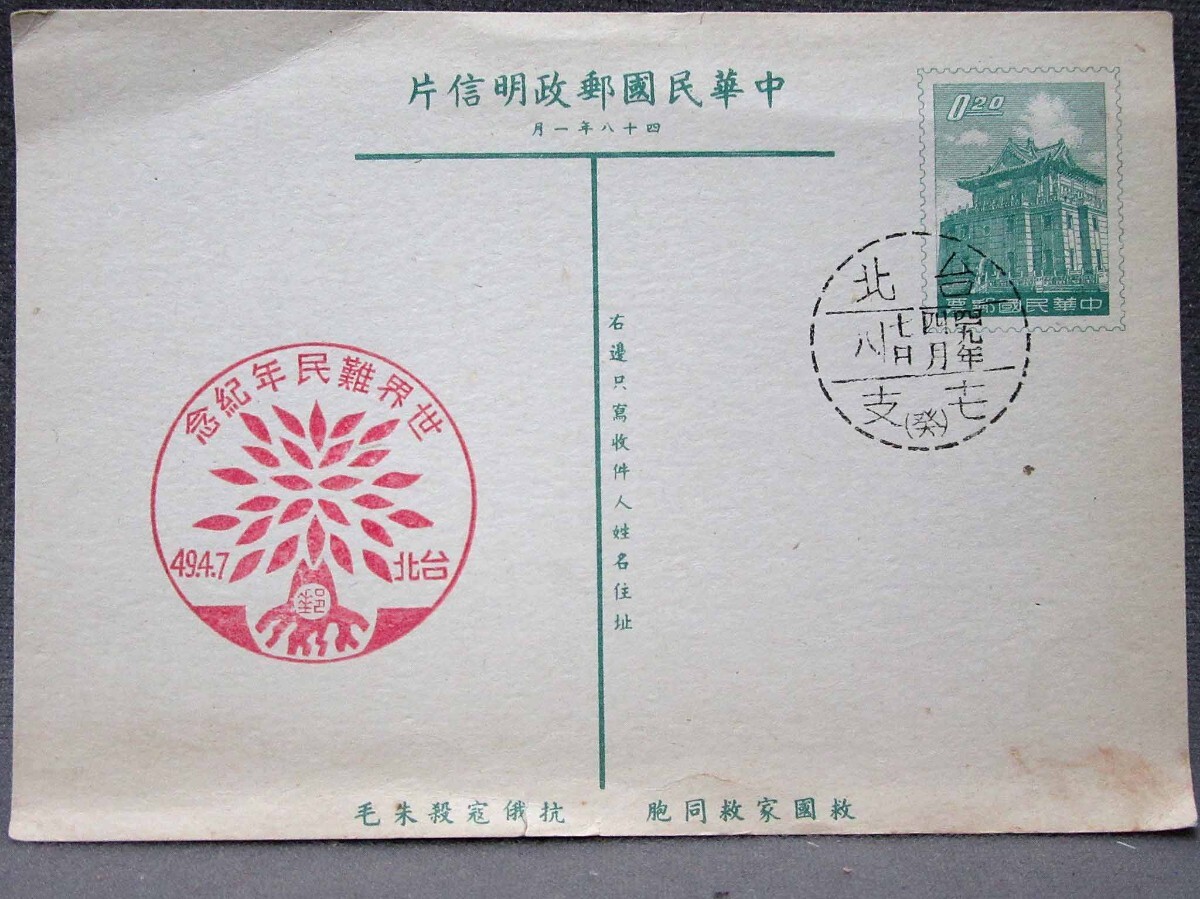 中華民國郵政明信片
四十八年一月
0.20
中華民國郵票
台北
四九年
四月
七日
八
支(癸)七
右邊只寫收件人姓名住址
世界難民年紀念
台北
49.4.7
郵
救國家救同胞
抗俄寇殺朱毛